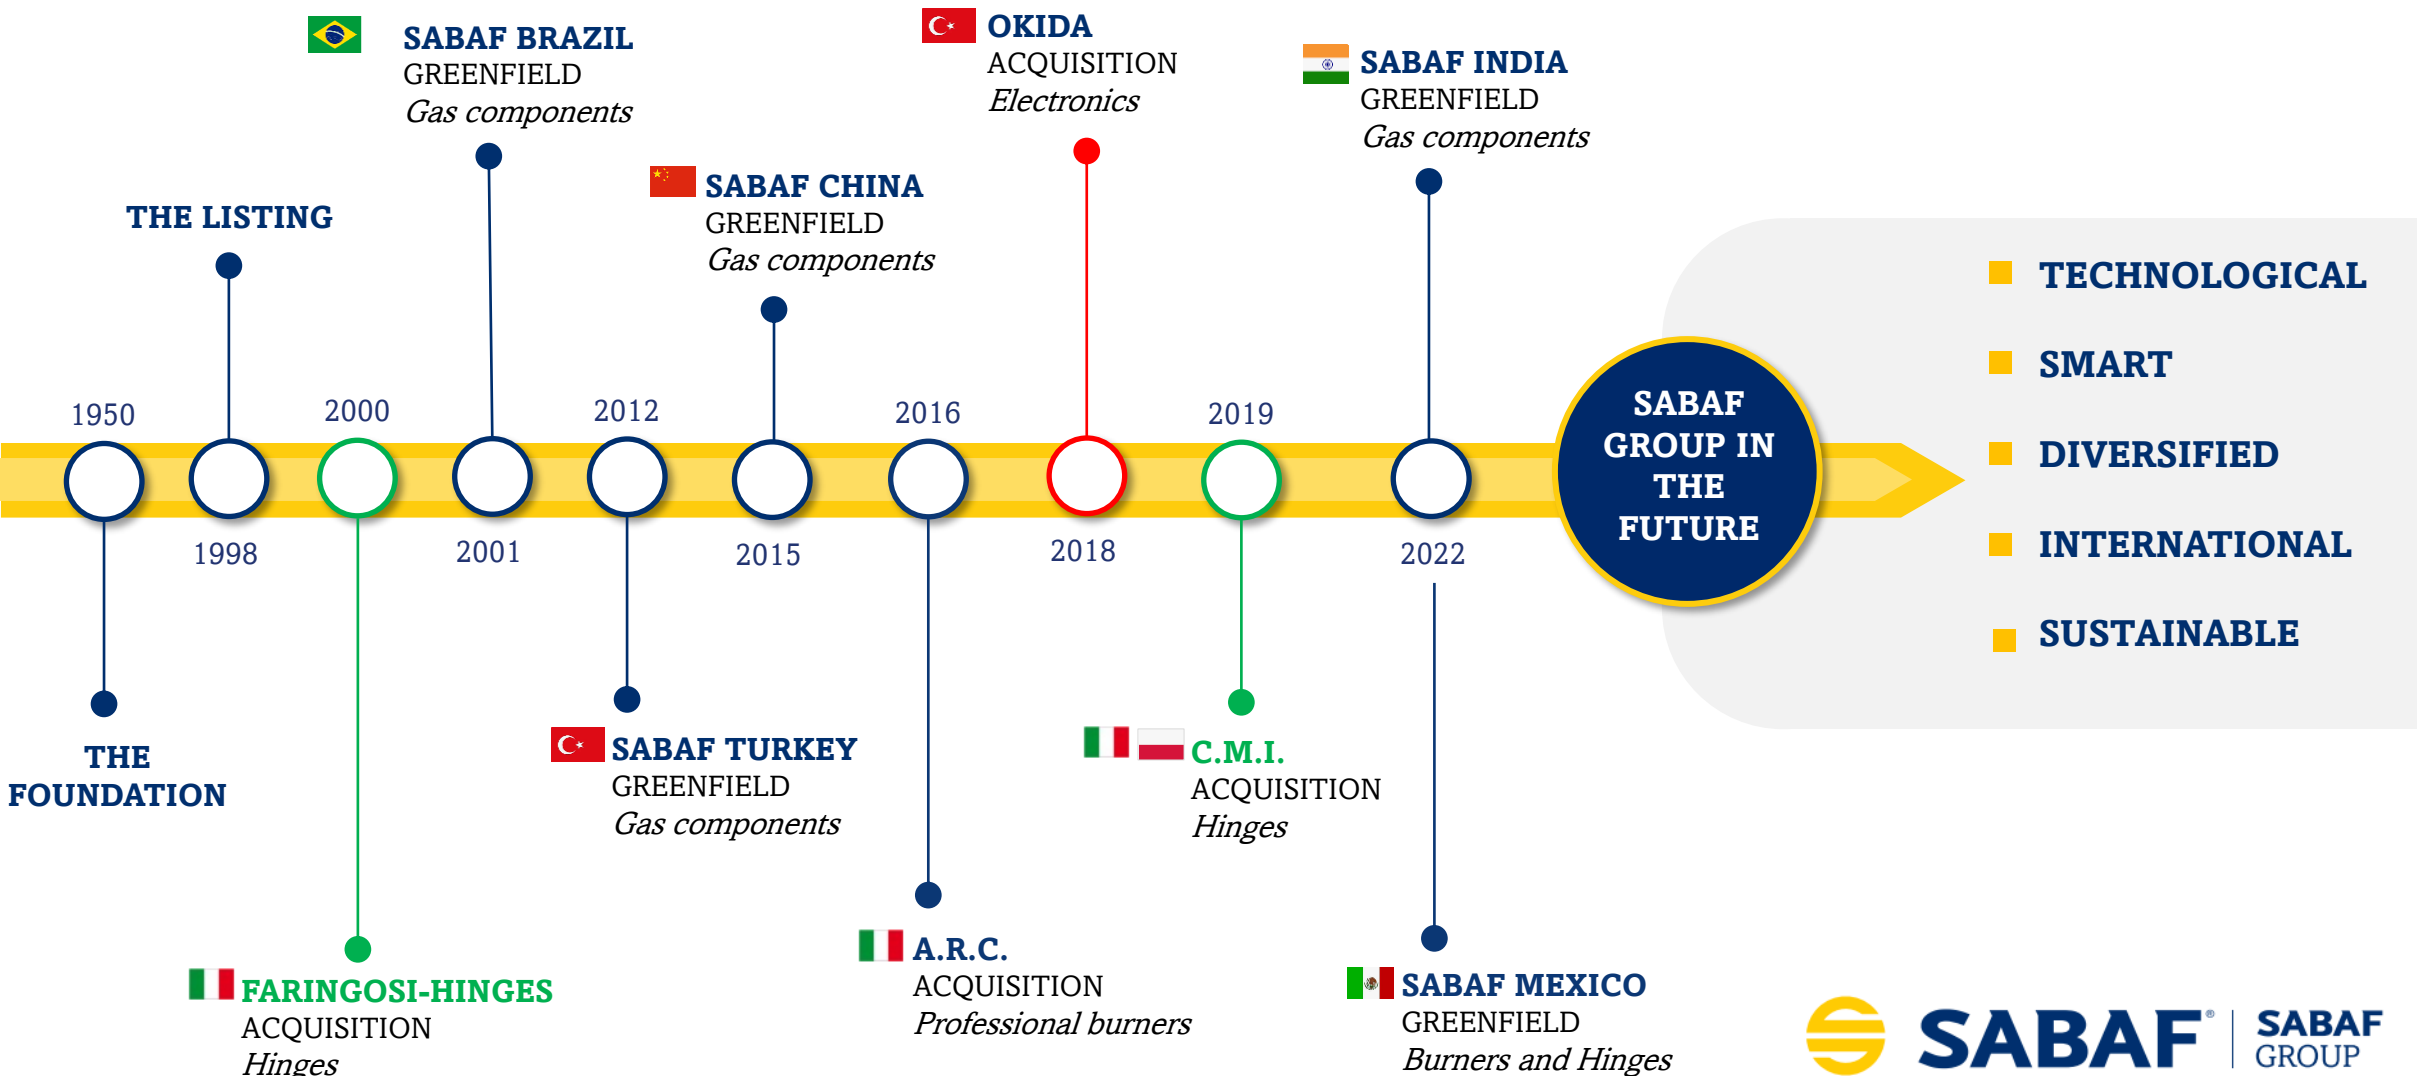 SABAF BRAZIL
GREENFIELD
Gas components
OKIDA
ACQUISITION
Electronics
SABAF INDIA
GREENFIELD
Gas components
SABAF CHINA
GREENFIELD
Gas components
THE LISTING
1950
2000
2012
2016
2019
1998
2001
2015
2018
2022
SABAF
GROUP IN
THE
FUTURE
TECHNOLOGICAL
SMART
DIVERSIFIED
INTERNATIONAL
SUSTAINABLE
THE
FOUNDATION
SABAF TURKEY
GREENFIELD
Gas components
C.M.I.
ACQUISITION
Hinges
FARINGOSI-HINGES
ACQUISITION
Hinges
A.R.C.
ACQUISITION
Professional burners
SABAF MEXICO
GREENFIELD
Burners and Hinges
SABAF®
SABAF
GROUP